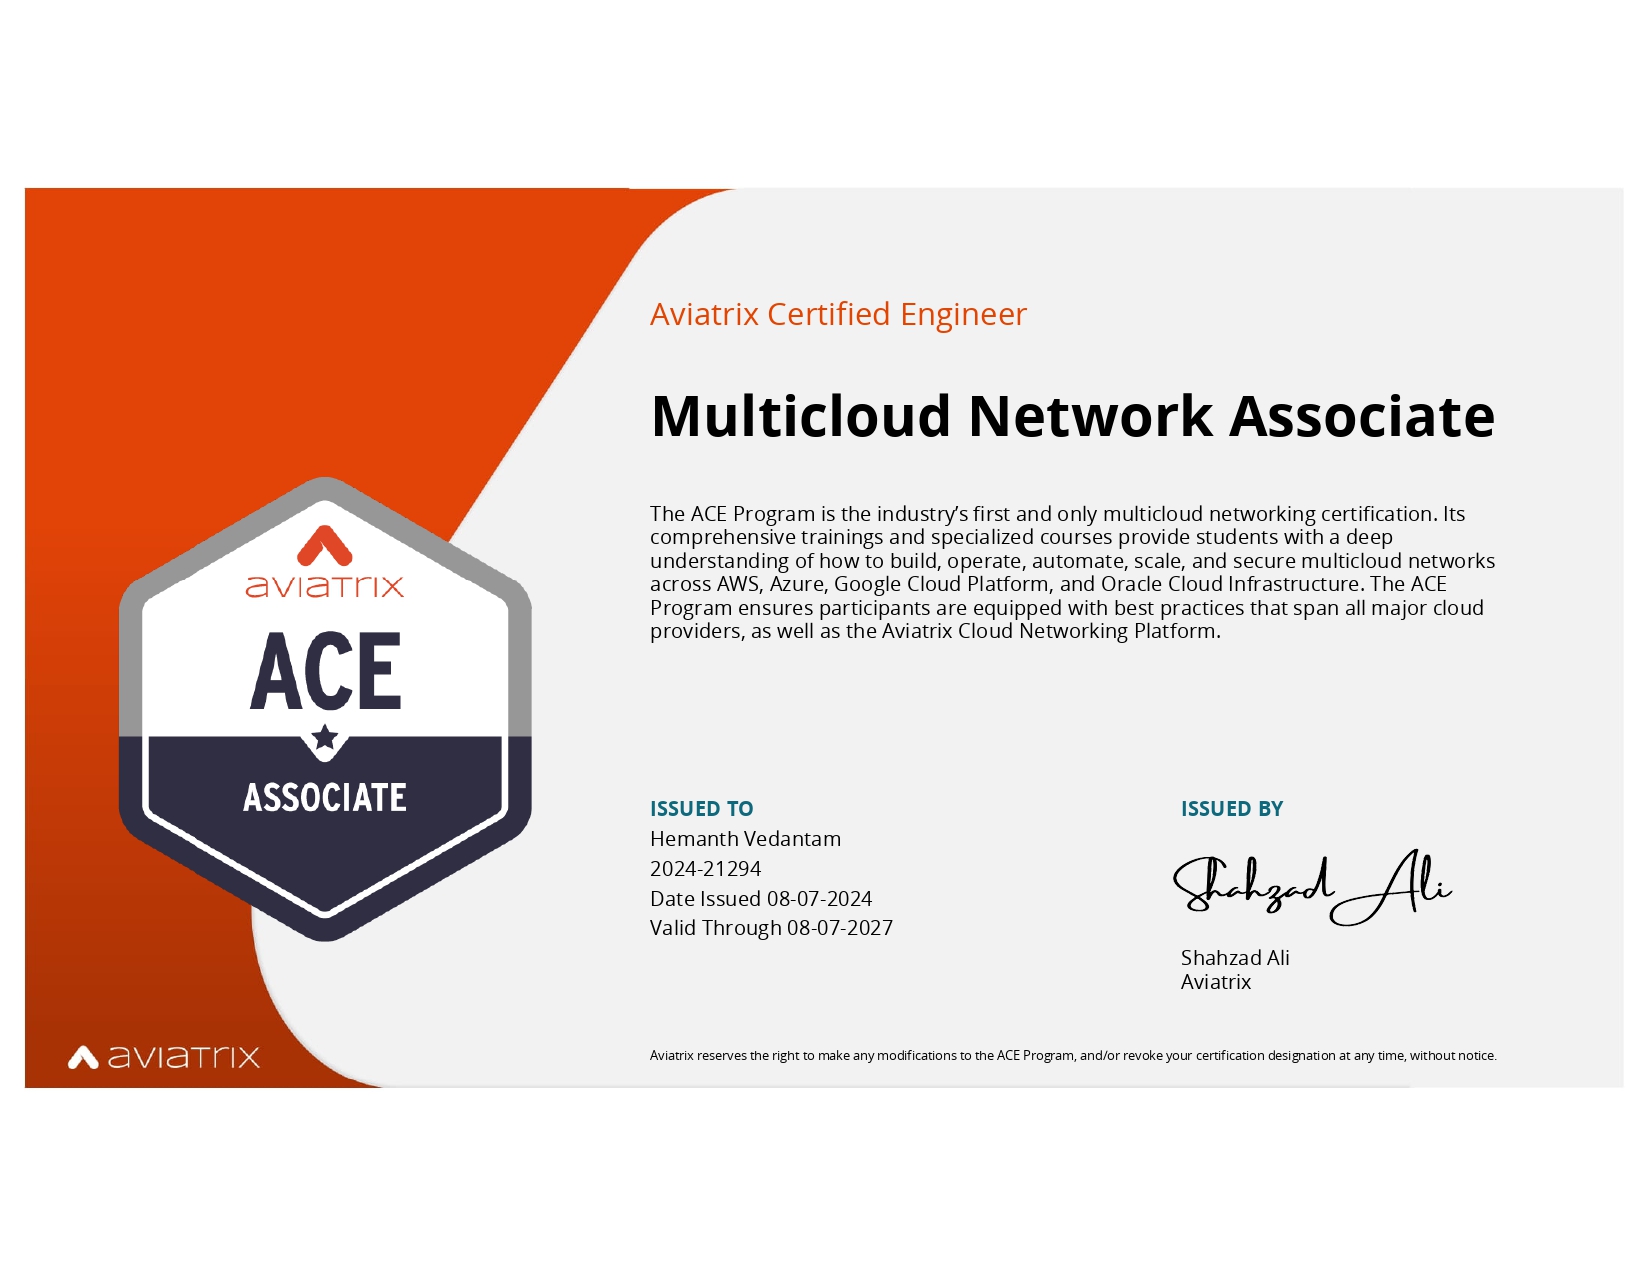 Aviatrix Certified Engineer
Multicloud Network Associate
The ACE Program is the industry’s first and only multicloud networking certification. Its
comprehensive trainings and specialized courses provide students with a deep
understanding of how to build, operate, automate, scale, and secure multicloud networks
across AWS, Azure, Google Cloud Platform, and Oracle Cloud Infrastructure. The ACE
Program ensures participants are equipped with best practices that span all major cloud
providers, as well as the Aviatrix Cloud Networking Platform.
aviatrix
ACE
ASSOCIATE
ISSUED TO
Hemanth Vedantam
2024-21294
Date Issued 08-07-2024
Valid Through 08-07-2027
ISSUED BY
Shahzad Ali
Shahzad Ali
Aviatrix
aviatrix
Aviatrix reserves the right to make any modifications to the ACE Program, and/or revoke your certification designation at any time, without notice.